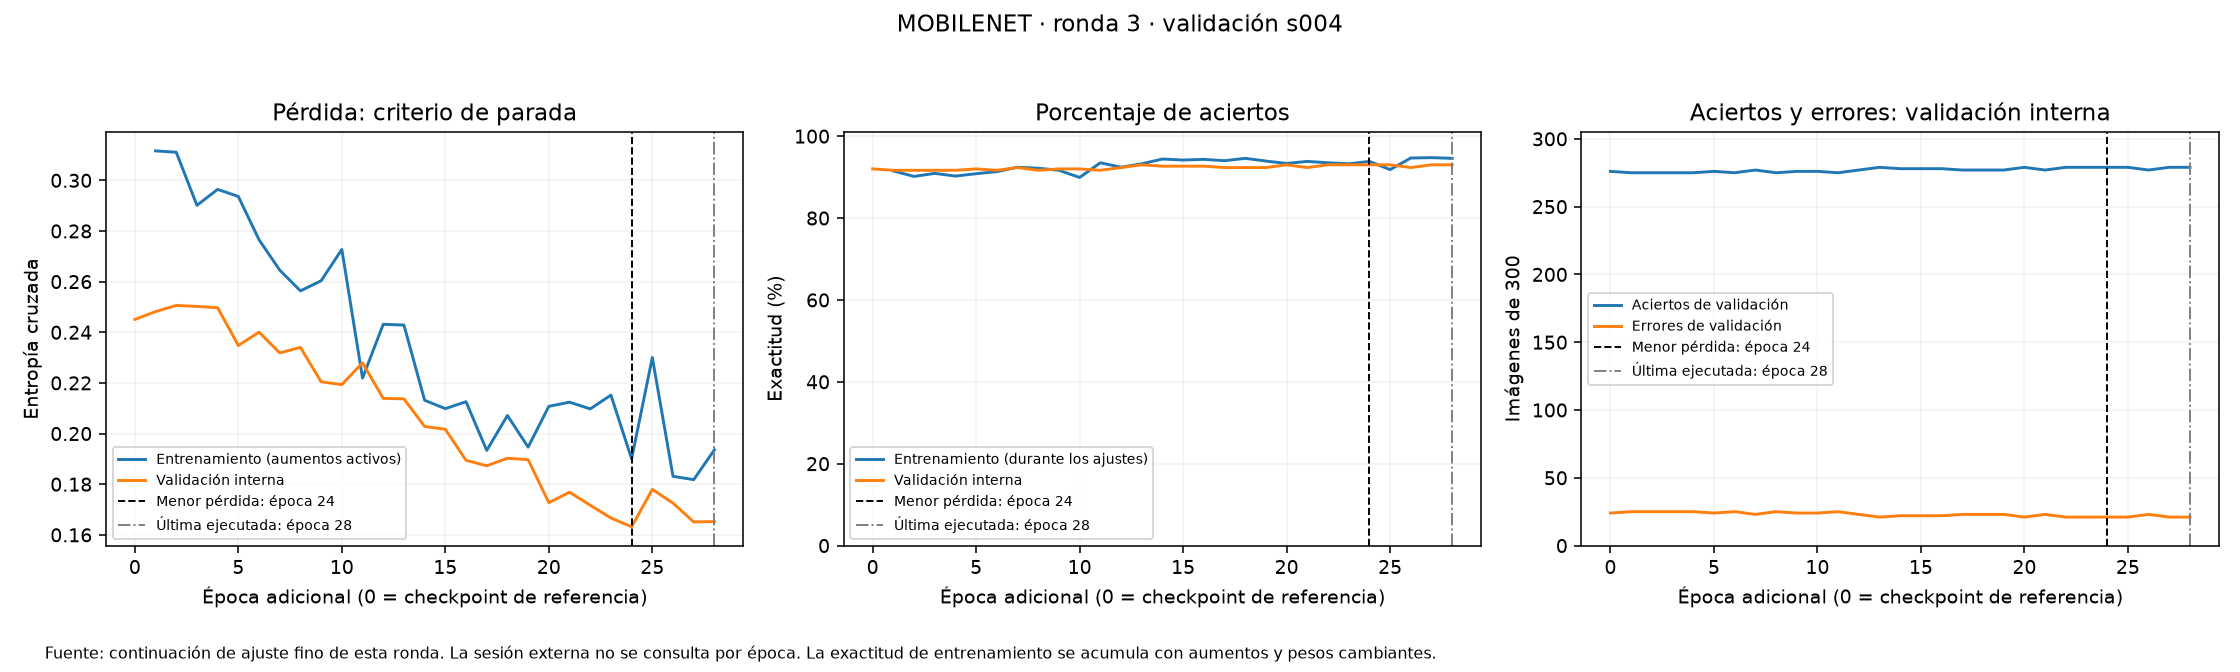 MOBILENET · ronda 3 · validación s004
Pérdida: criterio de parada
Entropía cruzada
0.30
0.28
0.26
0.24
0.22
0.20
0.18
0.16
Entrenamiento (aumentos activos)
Validación interna
Menor pérdida: época 24
Última ejecutada: época 28
0 5 10 15 20 25
Época adicional (0 = checkpoint de referencia)
Porcentaje de aciertos
Exactitud (%)
100
80
60
40
20
0
Entrenamiento (durante los ajustes)
Validación interna
Menor pérdida: época 24
Última ejecutada: época 28
0 5 10 15 20 25
Época adicional (0 = checkpoint de referencia)
Aciertos y errores: validación interna
Imágenes de 300
300
250
200
150
100
50
0
Aciertos de validación
Errores de validación
Menor pérdida: época 24
Última ejecutada: época 28
0 5 10 15 20 25
Época adicional (0 = checkpoint de referencia)
Fuente: continuación de ajuste fino de esta ronda. La sesión externa no se consulta por época. La exactitud de entrenamiento se acumula con aumentos y pesos cambiantes.